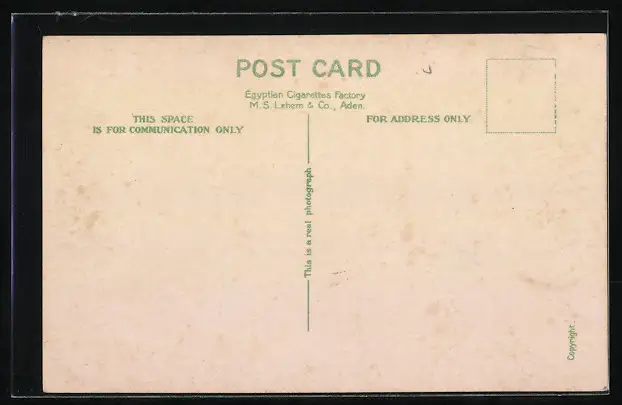 POST CARD
Egyptian Cigarettes Factory
M. S. Lehem & Co., Aden.
THIS SPACE
IS FOR COMMUNICATION ONLY
FOR ADDRESS ONLY
This is a real photograph
Copyright.